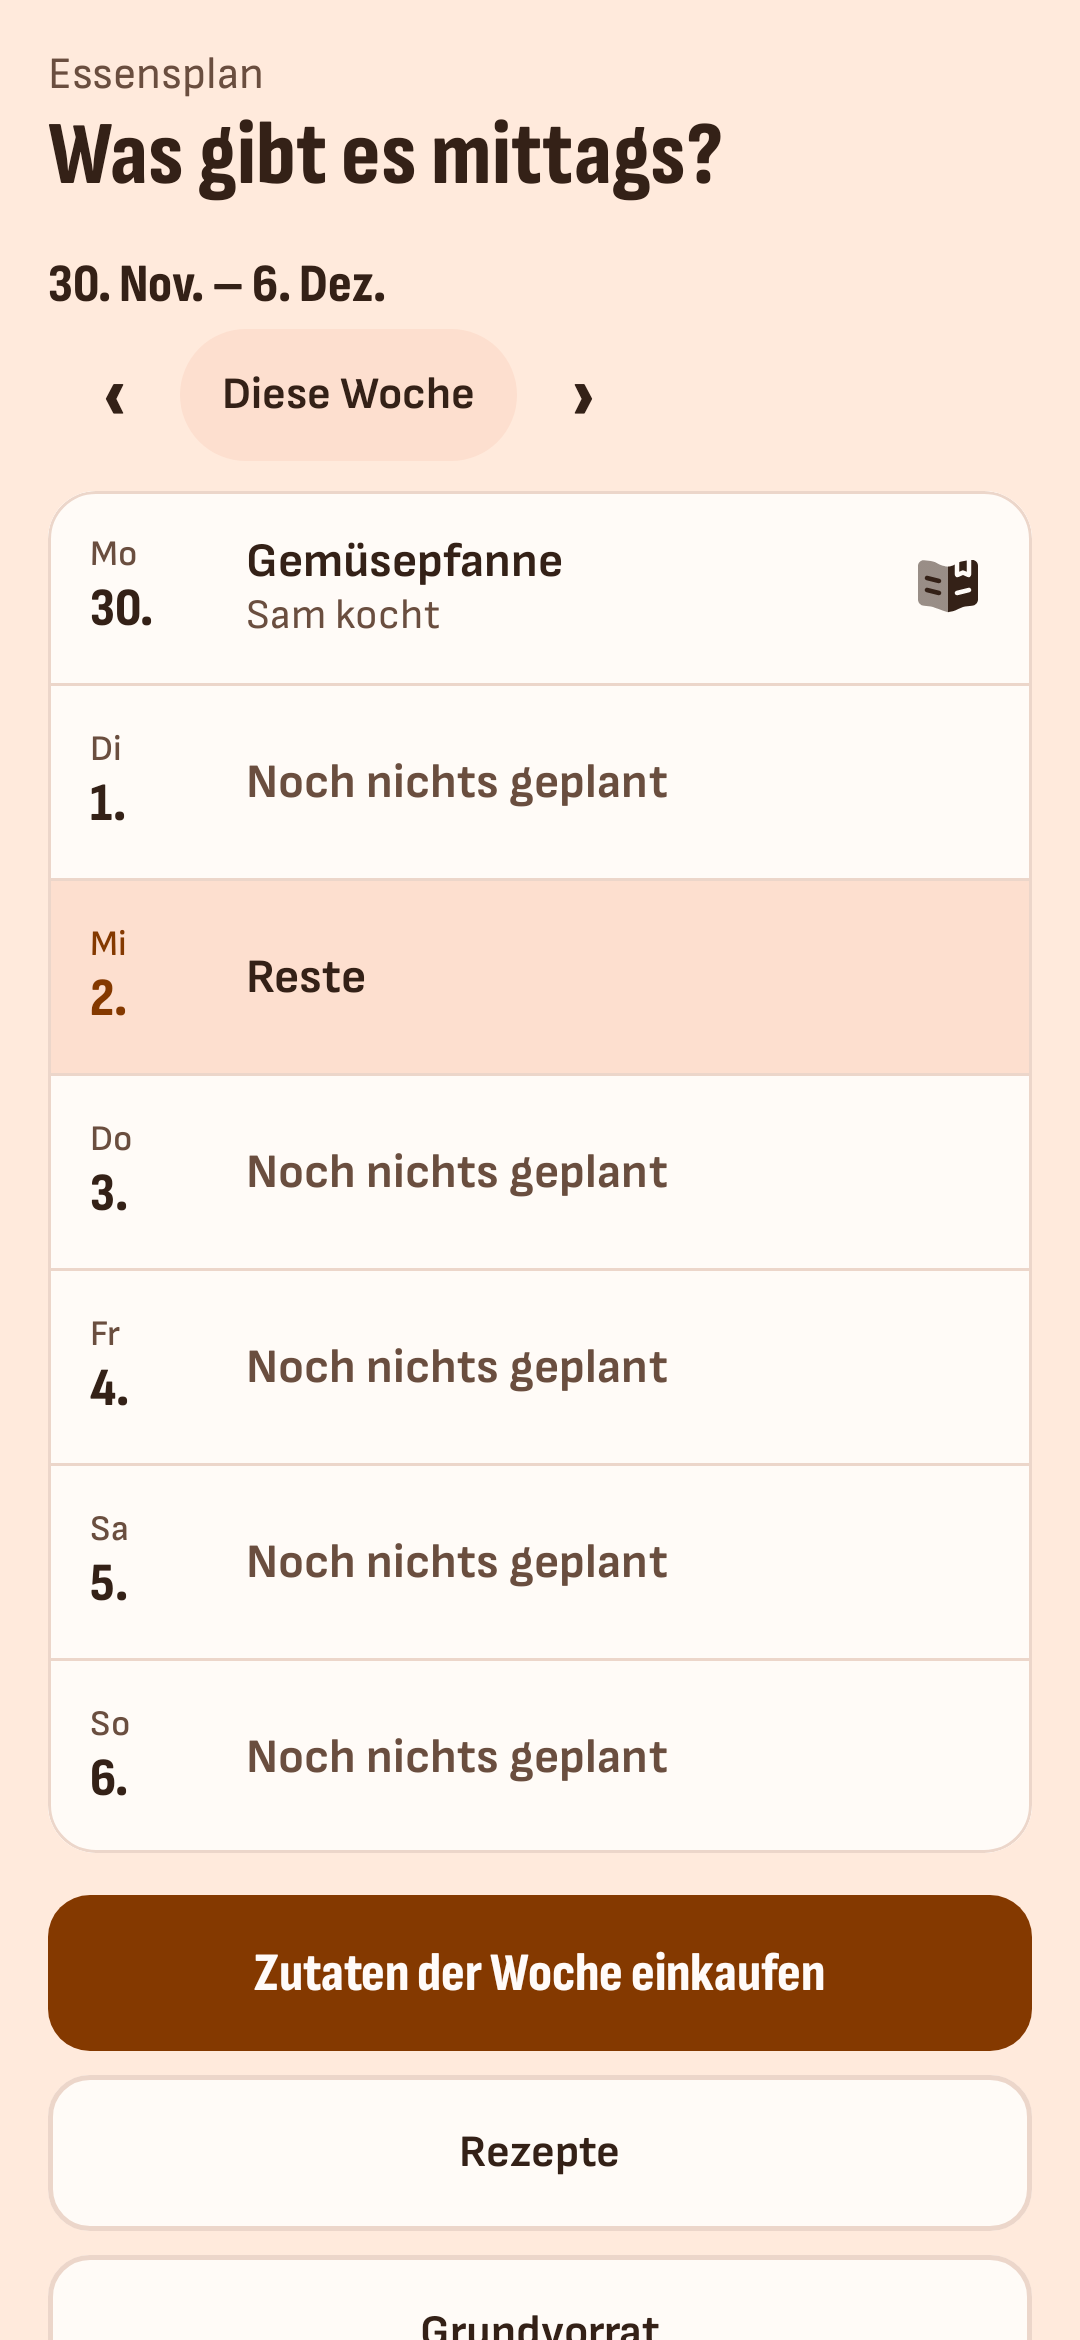 Essensplan
Was gibt es mittags?
30. Nov. – 6. Dez.
‹ Diese Woche ›
Mo
30.
Gemüsepfanne
Sam kocht
Di
1.
Noch nichts geplant
Mi
2.
Reste
Do
3.
Noch nichts geplant
Fr
4.
Noch nichts geplant
Sa
5.
Noch nichts geplant
So
6.
Noch nichts geplant
Zutaten der Woche einkaufen
Rezepte
Grundvorrat